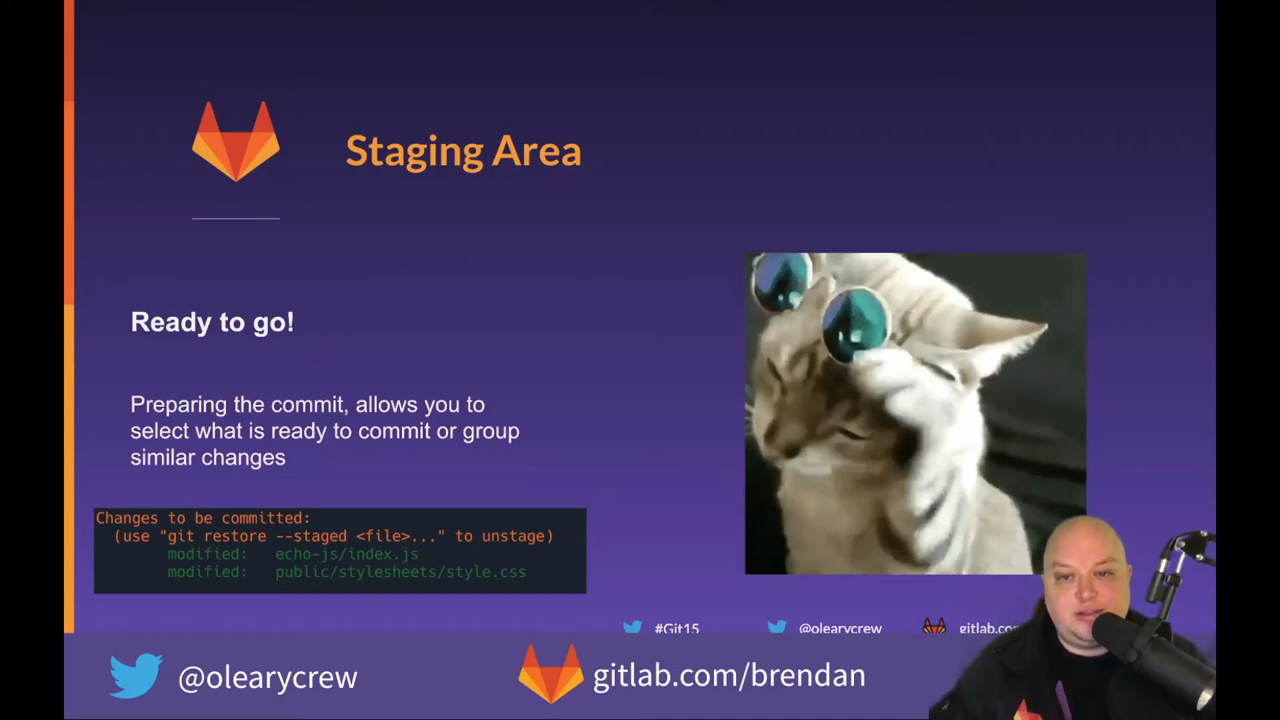 Staging Area
Ready to go!
Preparing the commit, allows you to
select what is ready to commit or group
similar changes
Changes to be committed:
(use "git restore --staged <file>..." to unstage)
modified: echo-js/index.js
modified: public/stylesheets/style.css
#Git15 @olearycrew gitlab.com
@olearycrew gitlab.com/brendan